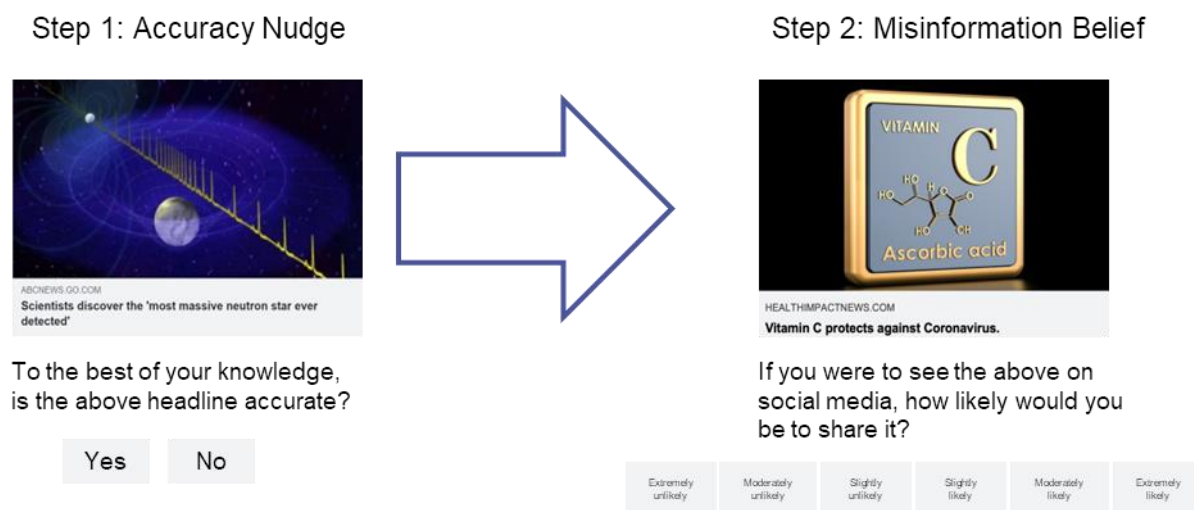 Step 1: Accuracy Nudge
ABCNEWS.GO.COM
Scientists discover the 'most massive neutron star ever
detected'
To the best of your knowledge,
is the above headline accurate?
Yes
No
Step 2: Misinformation Belief
VITAMIN
C
HO
HO
H
O
O
HO
OH
Ascorbic acid
HEALTHIMPACTNEWS.COM
Vitamin C protects against Coronavirus.
If you were to see the above on
social media, how likely would you
be to share it?
Extremely
unlikely
Moderately
unlikely
Slightly
unlikely
Slightly
likely
Moderately
likely
Extremely
likely